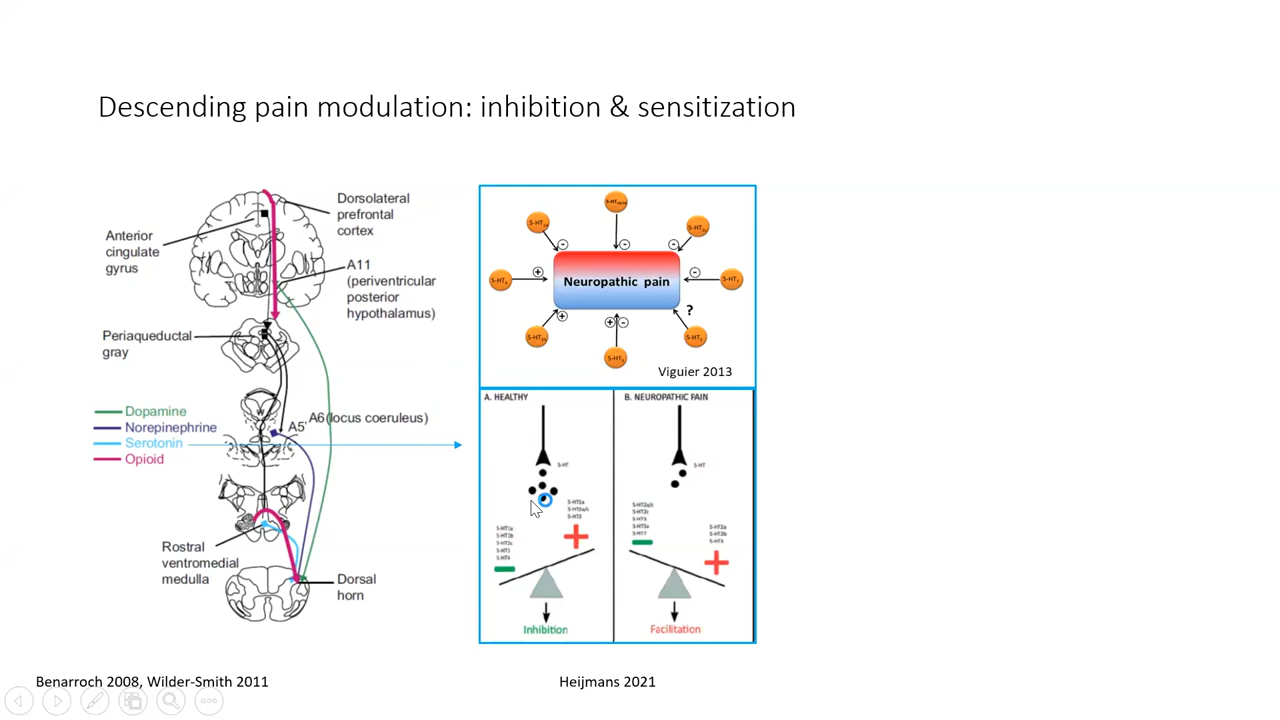 Descending pain modulation: inhibition & sensitization
Dorsolateral
prefrontal
cortex
Anterior
cingulate
gyrus
A11
(periventricular
posterior
hypothalamus)
Periaqueductal
gray
Dopamine
Norepinephrine
Serotonin
Opioid
A6(locus coeruleus)
A5
Rostral
ventromedial
medulla
Dorsal
horn
Neuropathic pain
?
Viguier 2013
A. HEALTHY
5-HT
Inhibition
B. NEUROPATHIC PAIN
5-HT
Facilitation
Benarroch 2008, Wilder-Smith 2011
Heijmans 2021